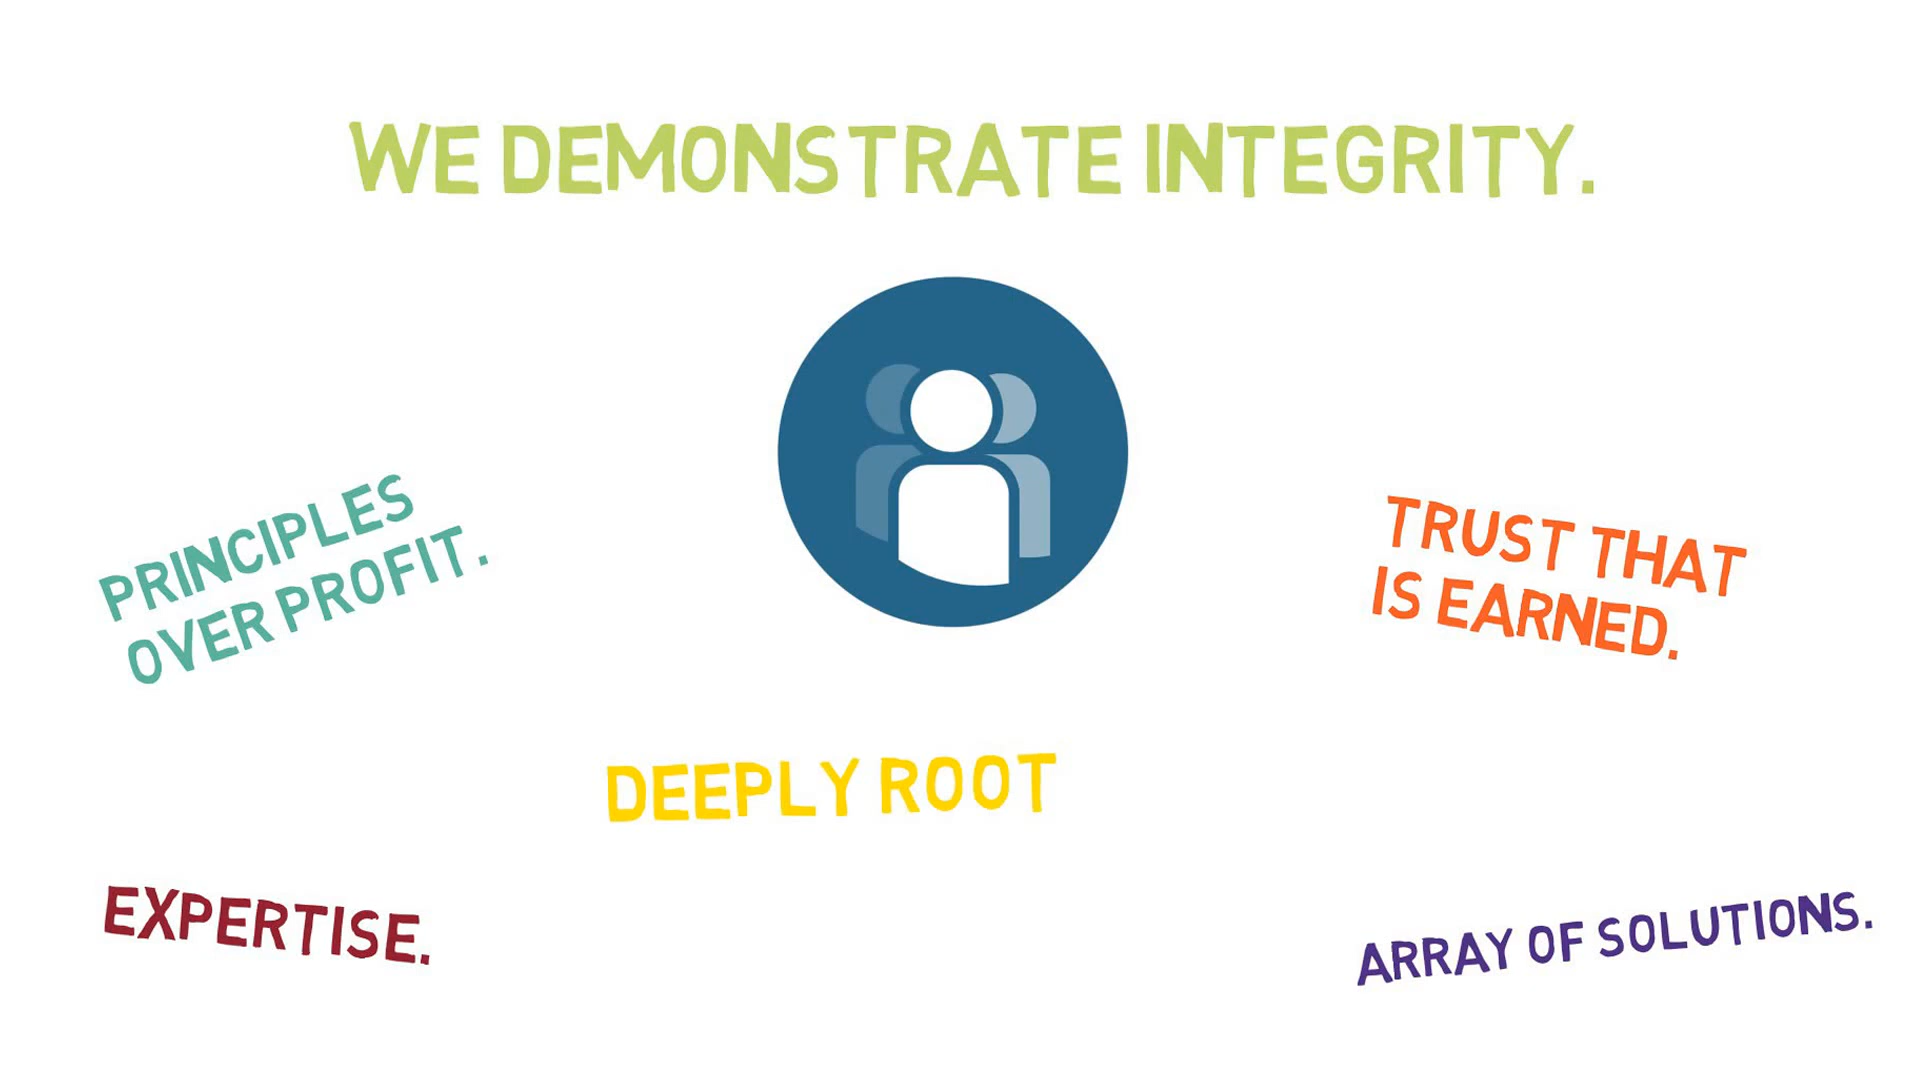 WE DEMONSTRATE INTEGRITY.
PRINCIPLES
OVER PROFIT.
TRUST THAT
IS EARNED.
DEEPLY ROOT
EXPERTISE.
ARRAY OF SOLUTIONS.